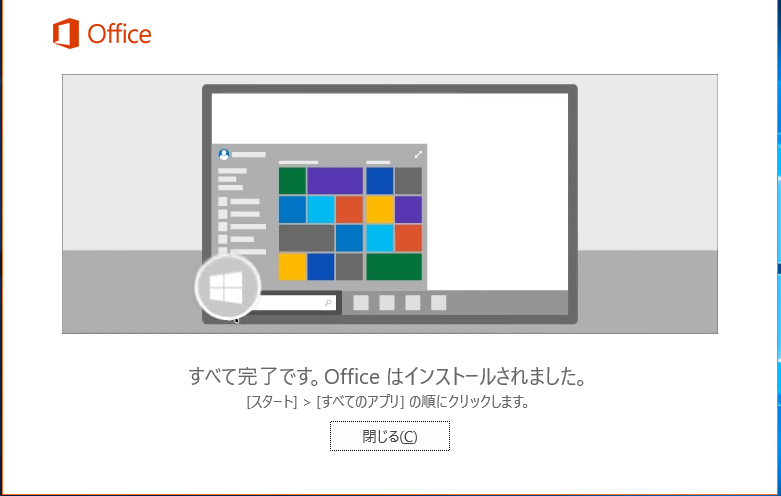 Office
すべて完了です。Office はインストールされました。
[スタート] > [すべてのアプリ] の順にクリックします。
閉じる(C)